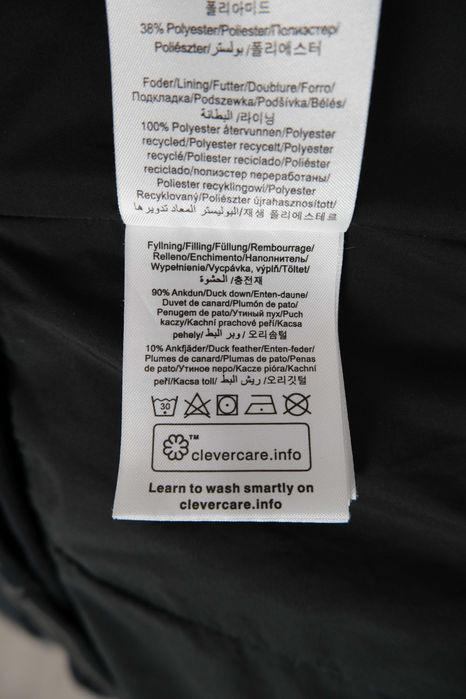 폴리아미드
38% Polyester/Poliester/Полиэстер/
Poliészter/بوليستر/폴리에스터
Foder/Lining/Futter/Doublure/Forro/
Подкладка/Podszewka/Podšívka/Bélés/
البطانة/라이닝
100% Polyester återvunnen/Polyester
recycled/Polyester recycelt/Polyester
recyclé/Poliéster reciclado/Poliéster
reciclado/полиэстер переработаны/
Poliester recyklingowi/Polyester
Recyklovaný/Poliészter újrahasznosított/
البوليستر المعاد تدويرها/재생 폴리에스테르
Fyllning/Filling/Füllung/Rembourrage/
Relleno/Enchimento/Наполнитель/
Wypełnienie/Vycpávka, výplň/Töltet/
الحشوة/충전재
90% Ankdun/Duck down/Enten-daune/
Duvet de canard/Plumón de pato/
Penugem de pato/Утиный пух/Puch
kaczy/Kachní prachové peří/Kacsa
pehely/وبر البط/오리솜털
10% Ankfjäder/Duck feather/Enten-feder/
Plumes de canard/Plumas de pato/Penas
de pato/Утиное перо/Kacze pióra/Kachní
peří/Kacsa toll/ريش البط/오리깃털
30
™
clevercare.info
Learn to wash smartly on
clevercare.info